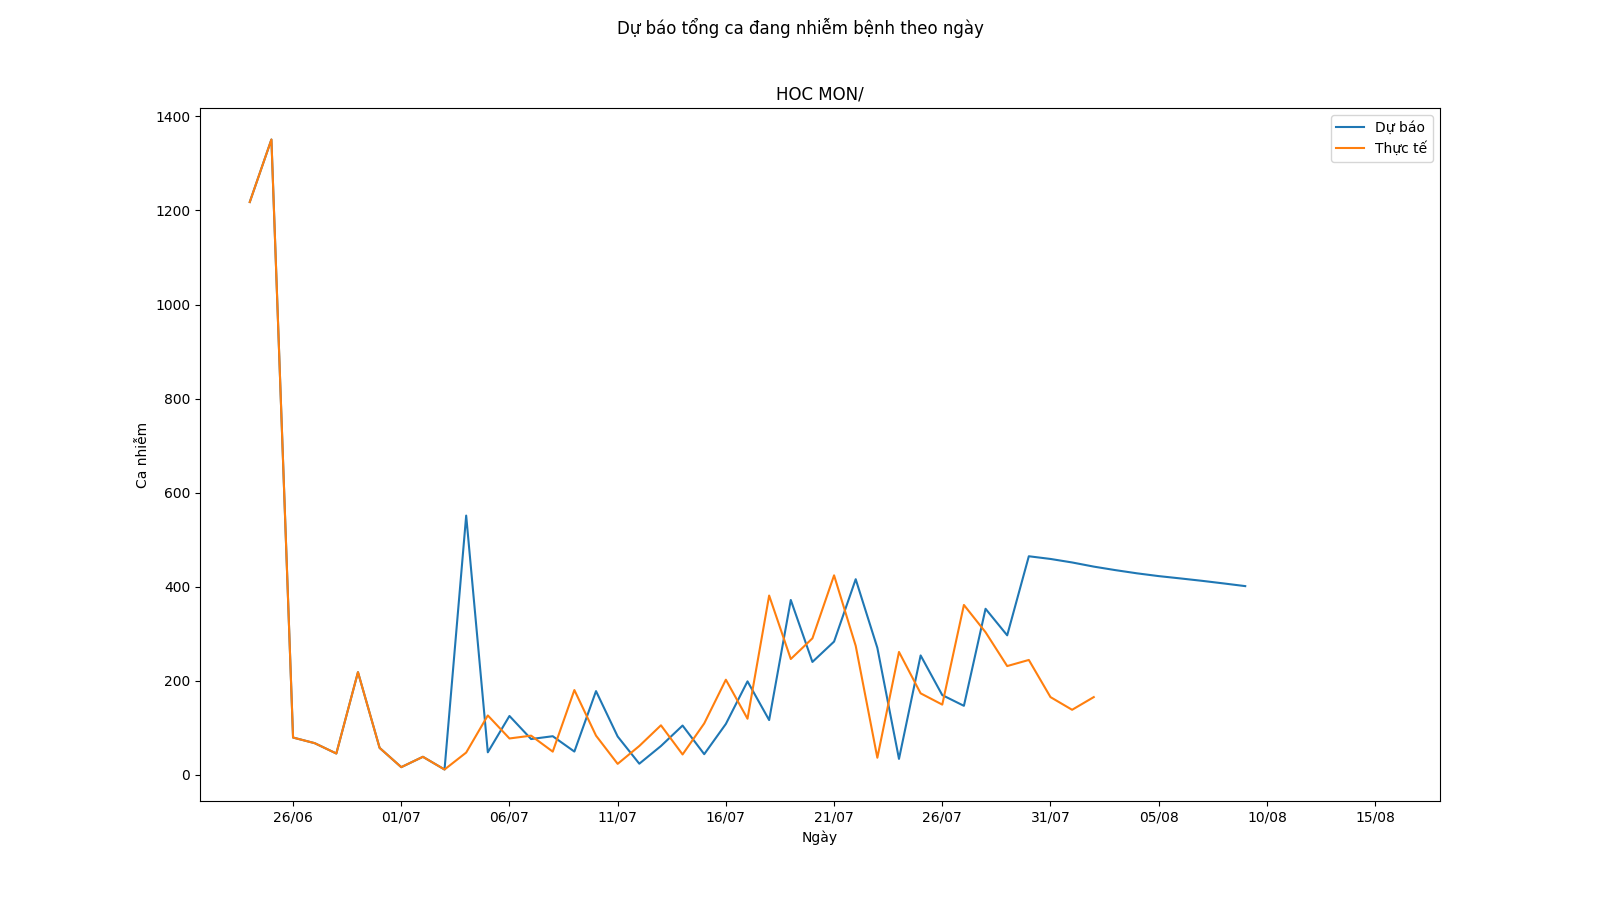 Dự báo tổng ca đang nhiễm bệnh theo ngày
HOC MON/
Dự báo
Thực tế
1400
1200
1000
800
600
400
200
0
Ca nhiễm
26/06 01/07 06/07 11/07 16/07 21/07 26/07 31/07 05/08 10/08 15/08
Ngày